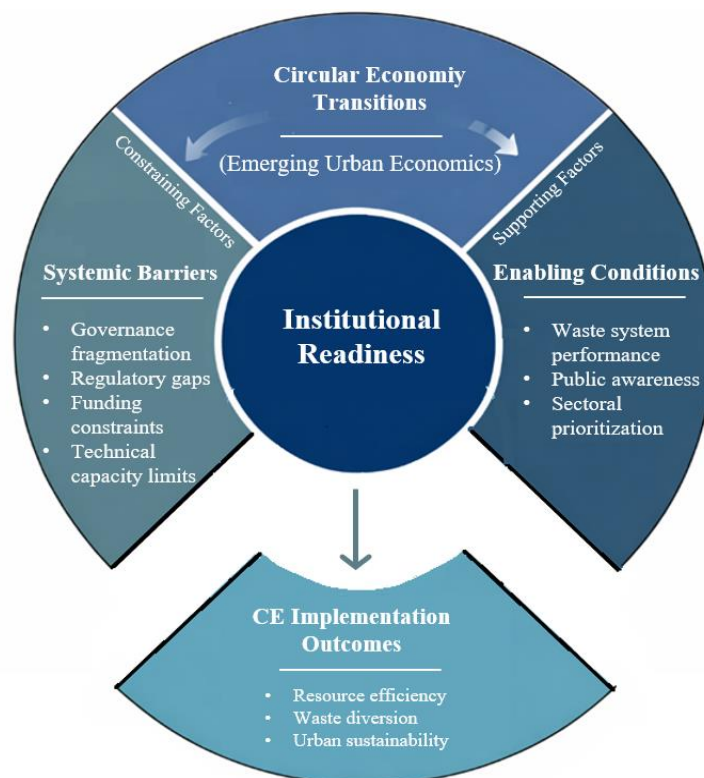 Circular Economiy
Transitions
(Emerging Urban Economics)
Constraining Factors
Supporting Factors
Systemic Barriers
• Governance
fragmentation
• Regulatory gaps
• Funding
constraints
• Technical
capacity limits
Institutional
Readiness
Enabling Conditions
• Waste system
performance
• Public awareness
• Sectoral
prioritization
CE Implementation
Outcomes
• Resource efficiency
• Waste diversion
• Urban sustainability